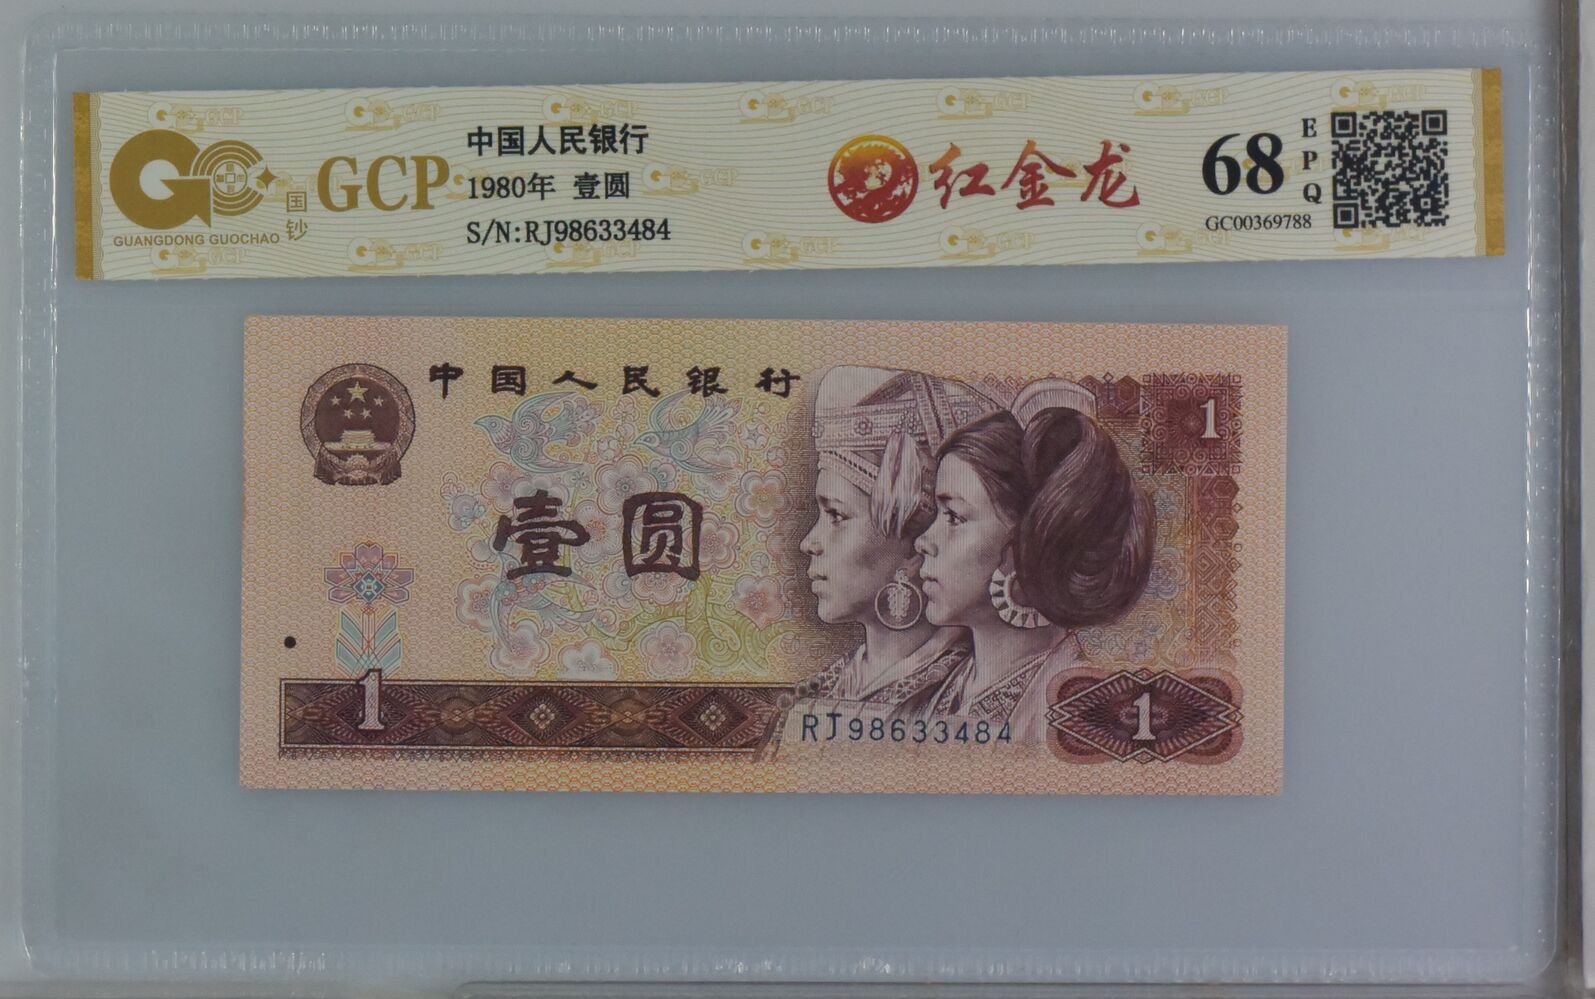 GCP
国钞
GUANGDONG GUOCHAO
中国人民银行
1980年 壹圆
S/N:RJ98633484
红金龙
68
EPQ
GC00369788
中国人民银行
1
壹圆
1
RJ98633484
1